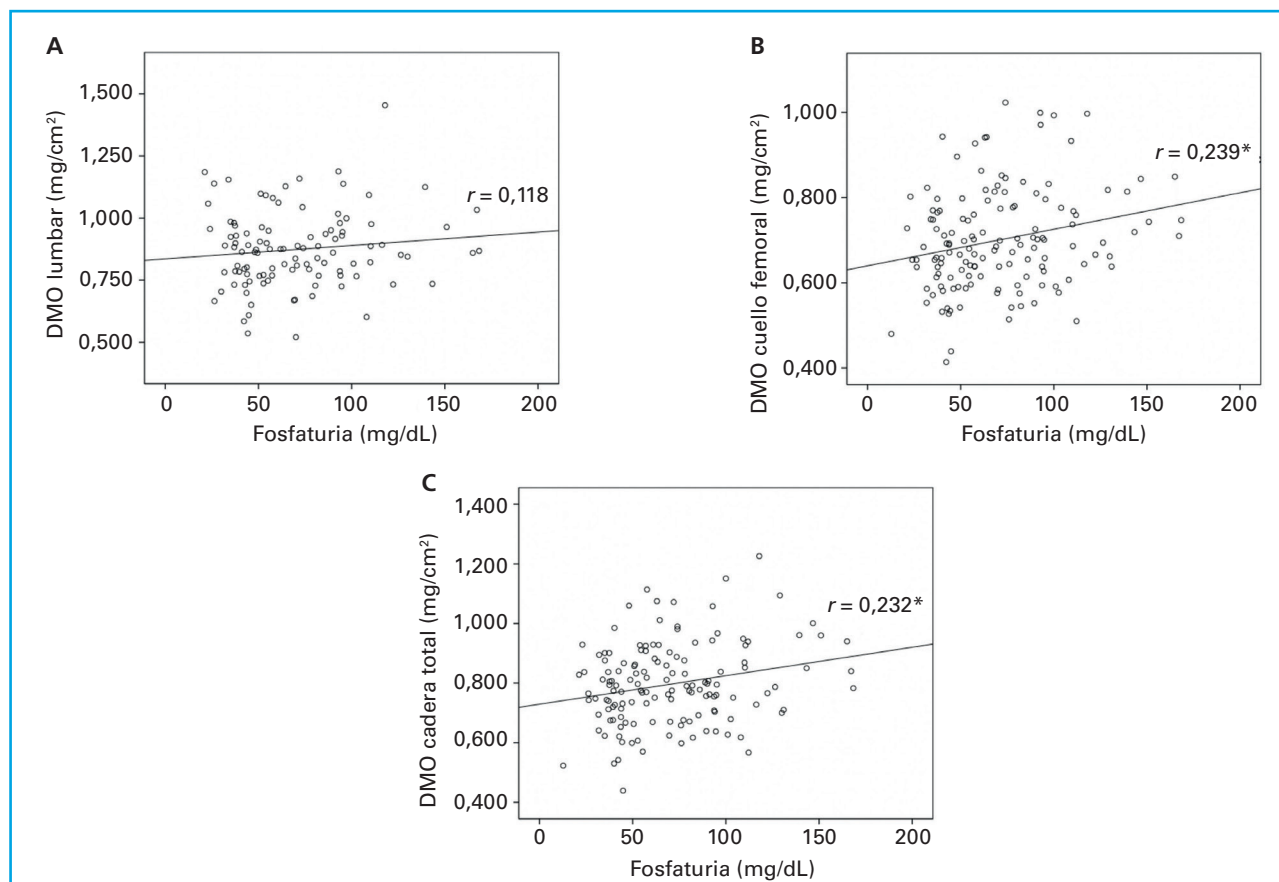 A
DMO lumbar (mg/cm²)
1,500
1,250
1,000
0,750
0,500
r = 0,118
0
50
100
150
200
Fosfaturia (mg/dL)
B
DMO cuello femoral (mg/cm²)
1,000
0,800
0,600
0,400
r = 0,239*
0
50
100
150
200
Fosfaturia (mg/dL)
C
DMO cadera total (mg/cm²)
1,400
1,200
1,000
0,800
0,600
0,400
r = 0,232*
0
50
100
150
200
Fosfaturia (mg/dL)